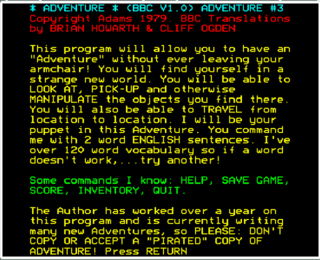 * ADVENTURE * (BBC V1.0) ADVENTURE #3
Copyright Adams 1979. BBC Translations
by BRIAN HOWARTH & CLIFF OGDEN
This program will allow you to have an
"Adventure" without ever leaving your
armchair! You will find yourself in a
strange new world. You will be able to
LOOK AT, PICK-UP and otherwise
MANIPULATE the objects you find there.
You will also be able to TRAVEL from
location to location. I will be your
puppet in this Adventure. You command
me with 2 word ENGLISH sentences. I've
over 120 word vocabulary so if a word
doesn't work,...try another!
Some commands I know: HELP, SAVE GAME,
SCORE, INVENTORY, QUIT.
The Author has worked over a year on
this program and is currently writing
many new Adventures, so PLEASE: DON'T
COPY OR ACCEPT A "PIRATED" COPY OF
ADVENTURE! Press RETURN